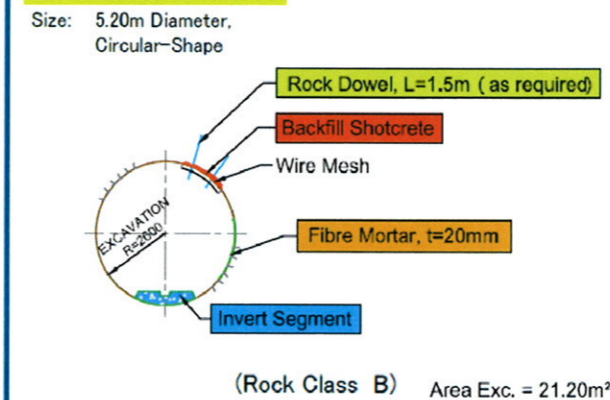 Size: 5.20m Diameter,
Circular-Shape
Rock Dowel, L=1.5m ( as required)
Backfill Shotcrete
Wire Mesh
EXCAVATION
R=2600
Fibre Mortar, t=20mm
Invert Segment
(Rock Class B) Area Exc. = 21.20m²